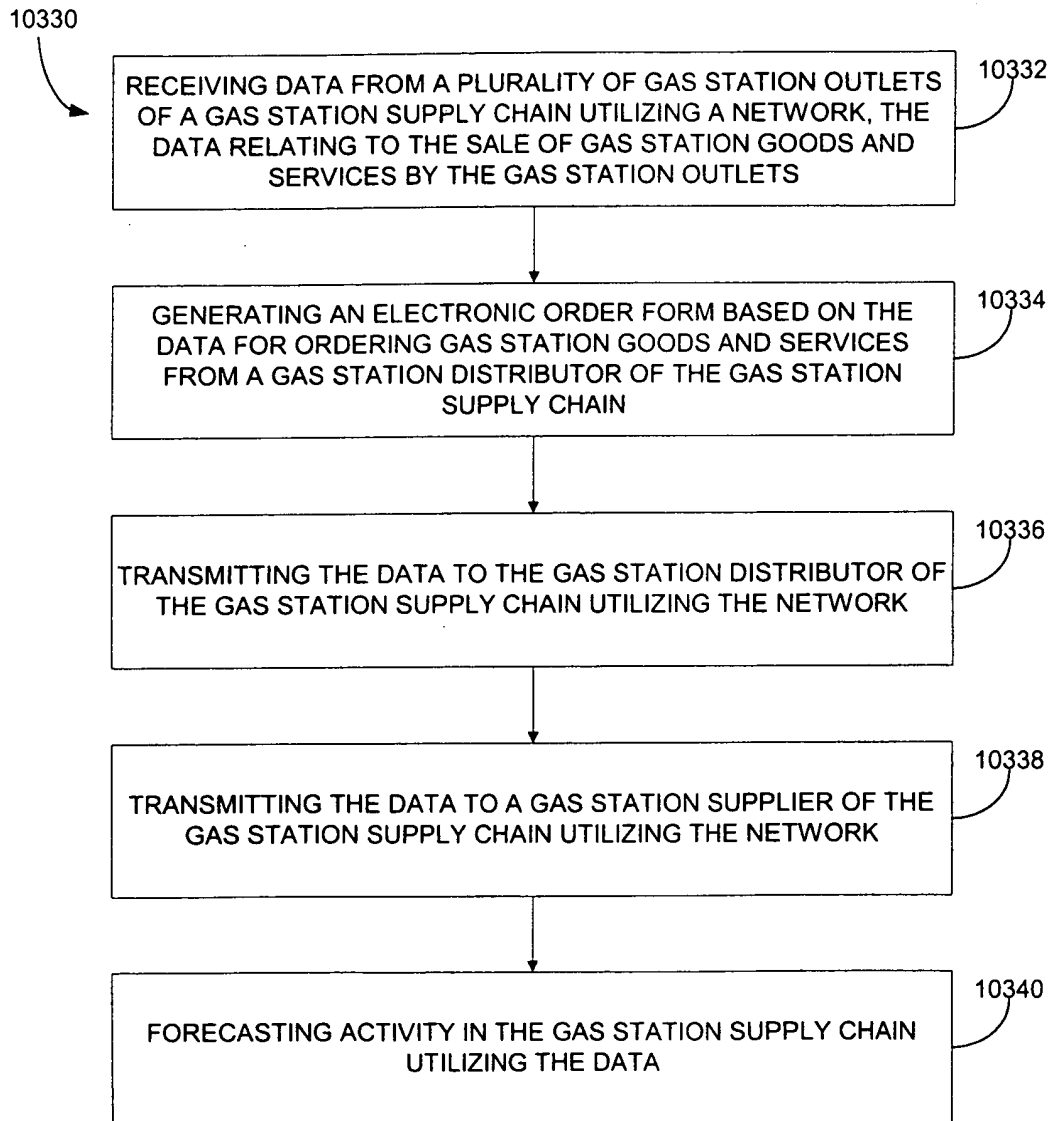 10330
RECEIVING DATA FROM A PLURALITY OF GAS STATION OUTLETS
OF A GAS STATION SUPPLY CHAIN UTILIZING A NETWORK, THE
DATA RELATING TO THE SALE OF GAS STATION GOODS AND
SERVICES BY THE GAS STATION OUTLETS
10332
GENERATING AN ELECTRONIC ORDER FORM BASED ON THE
DATA FOR ORDERING GAS STATION GOODS AND SERVICES
FROM A GAS STATION DISTRIBUTOR OF THE GAS STATION
SUPPLY CHAIN
10334
TRANSMITTING THE DATA TO THE GAS STATION DISTRIBUTOR OF
THE GAS STATION SUPPLY CHAIN UTILIZING THE NETWORK
10336
TRANSMITTING THE DATA TO A GAS STATION SUPPLIER OF THE
GAS STATION SUPPLY CHAIN UTILIZING THE NETWORK
10338
FORECASTING ACTIVITY IN THE GAS STATION SUPPLY CHAIN
UTILIZING THE DATA
10340